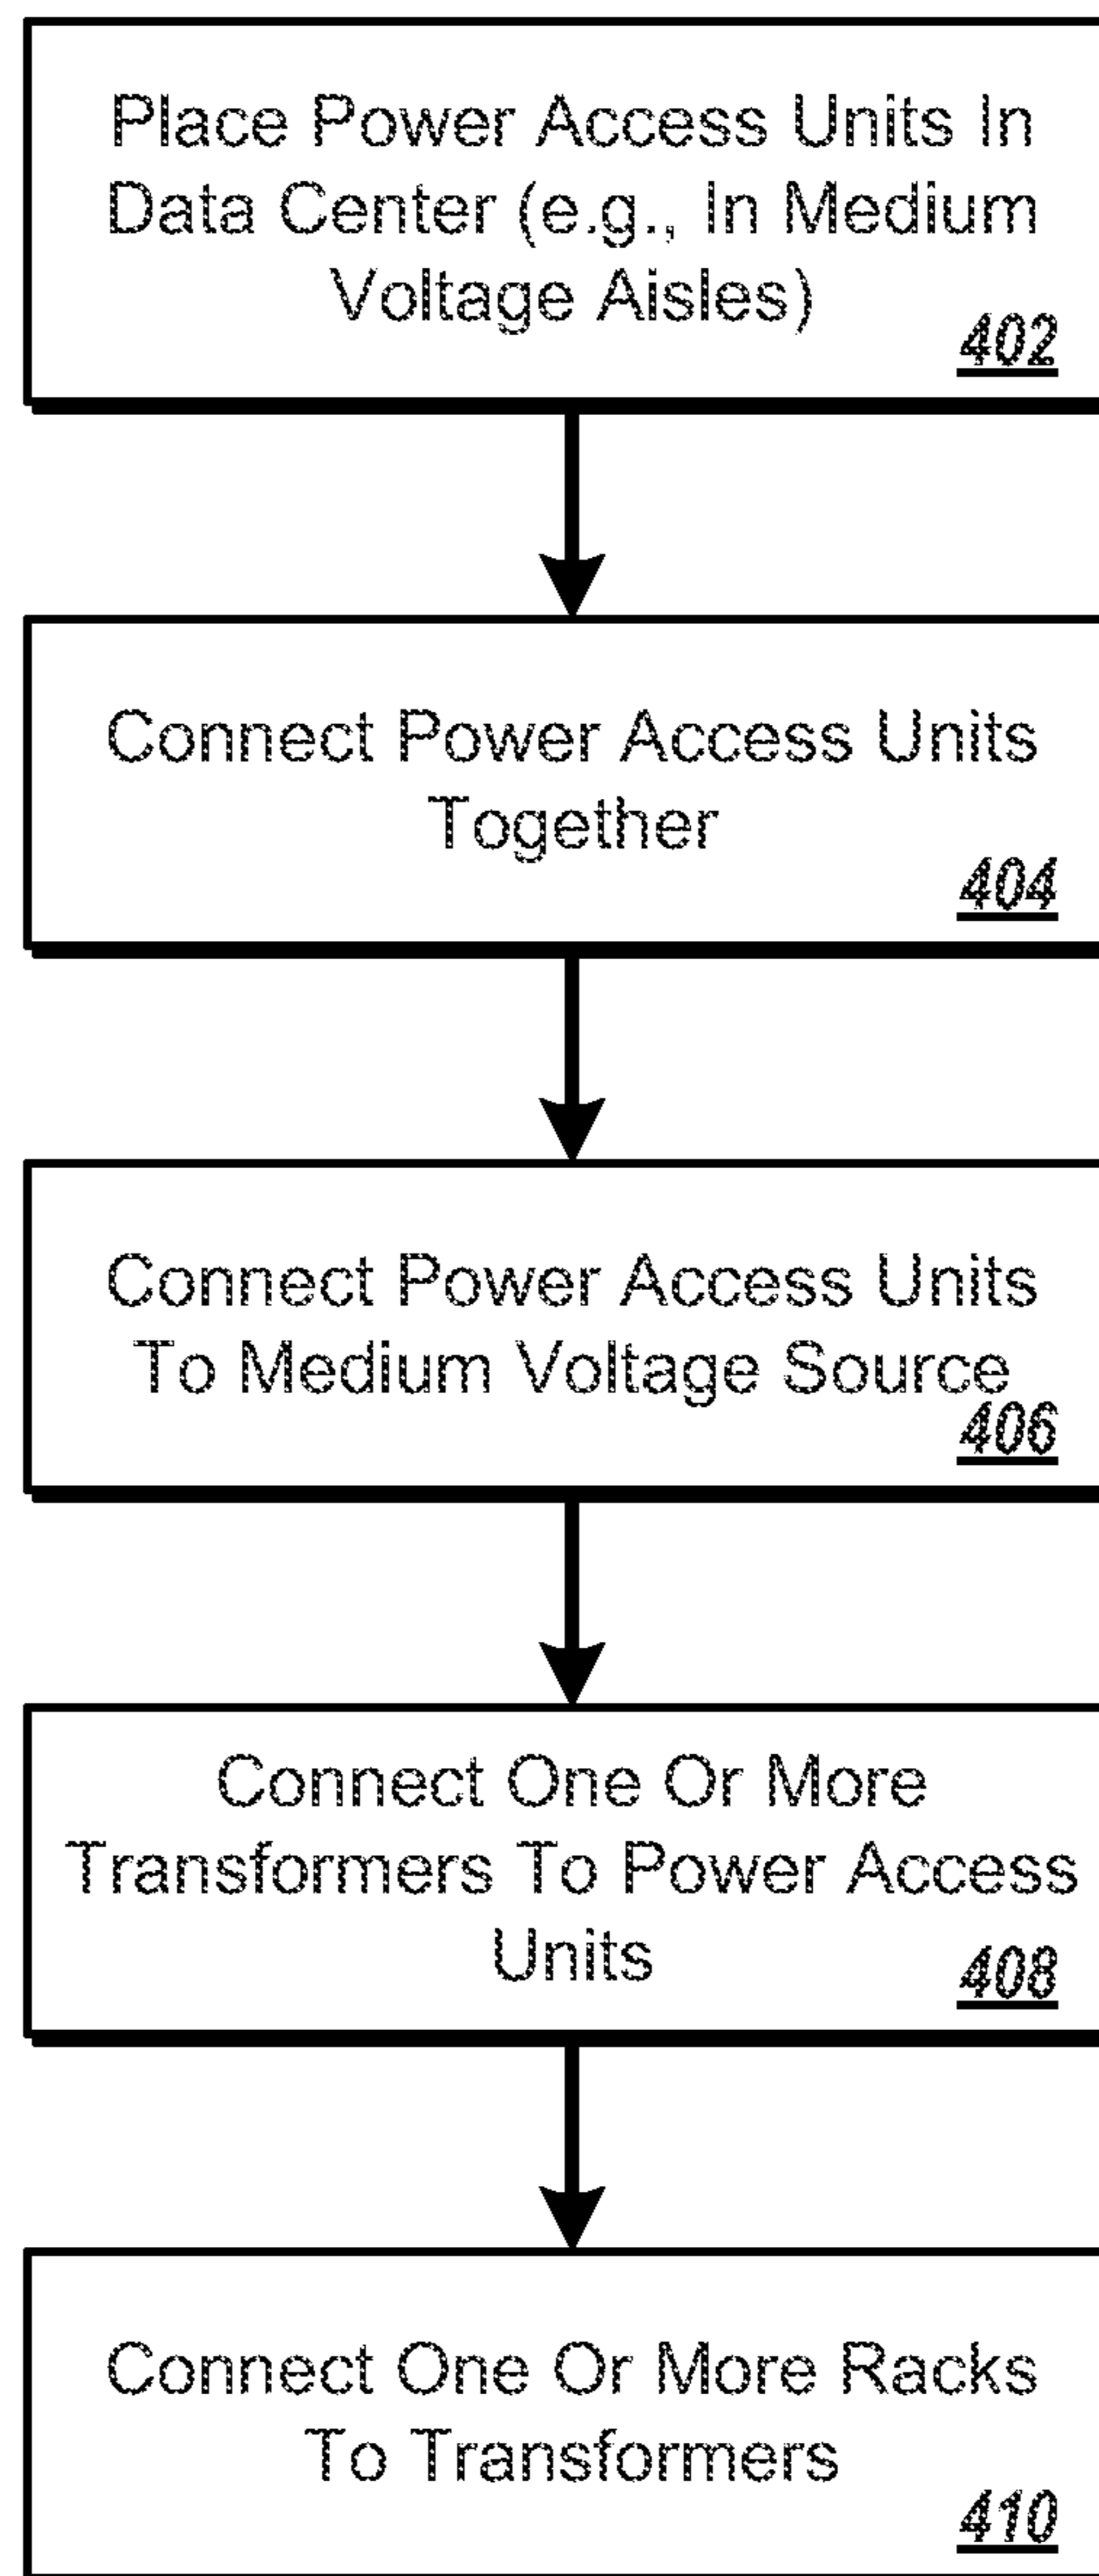 Place Power Access Units In
Data Center (e.g., In Medium
Voltage Aisles)
402
Connect Power Access Units
Together
404
Connect Power Access Units
To Medium Voltage Source
406
Connect One Or More
Transformers To Power Access
Units
408
Connect One Or More Racks
To Transformers
410